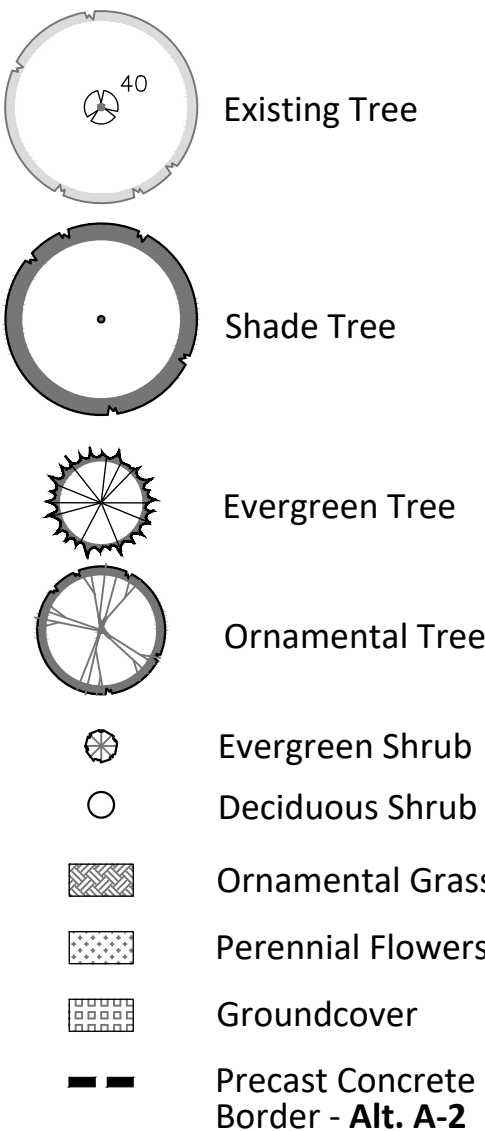 40
Existing Tree
Shade Tree
Evergreen Tree
Ornamental Tree
Evergreen Shrub
Deciduous Shrub
Ornamental Grass
Perennial Flowers
Groundcover
Precast Concrete
Border - Alt. A-2